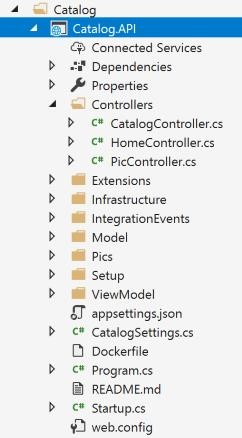 Catalog
Catalog.API
Connected Services
Dependencies
Properties
Controllers
C# CatalogController.cs
C# HomeController.cs
C# PicController.cs
Extensions
Infrastructure
IntegrationEvents
Model
Pics
Setup
ViewModel
appsettings.json
C# CatalogSettings.cs
Dockerfile
C# Program.cs
README.md
C# Startup.cs
web.config